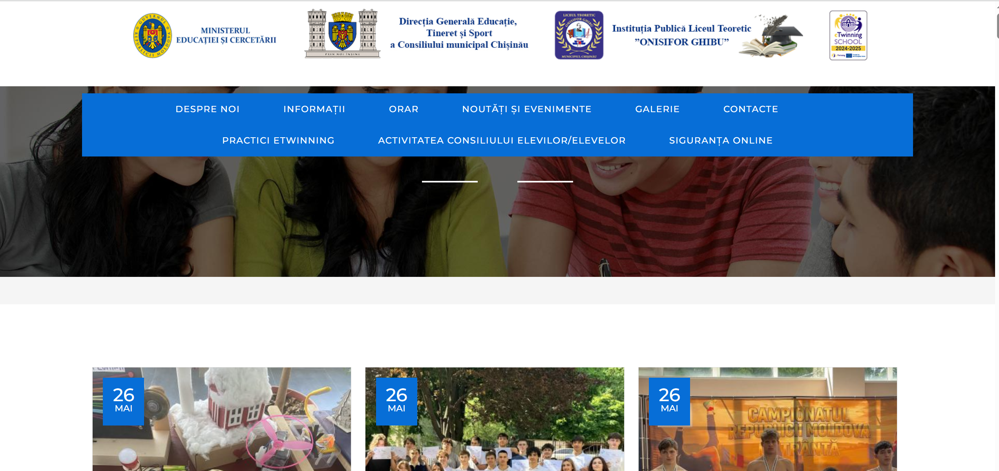 GUVERNUL
REPUBLICII MOLDOVA
MINISTERUL
EDUCAȚIEI ȘI CERCETĂRII
PRIN NOI ÎNȘINE
Direcția Generală Educație,
Tineret și Sport
a Consiliului municipal Chișinău
LICEUL TEORETIC
ONISIFOR GHIBU
MUNICIPIUL CHIȘINĂU
Instituția Publică Liceul Teoretic
”ONISIFOR GHIBU”
eTwinning
SCHOOL
2024-2025
DESPRE NOI
INFORMAȚII
ORAR
NOUTĂȚI ȘI EVENIMENTE
GALERIE
CONTACTE
PRACTICI ETWINNING
ACTIVITATEA CONSILIULUI ELEVILOR/ELEVELOR
SIGURANȚA ONLINE
26
MAI
26
MAI
26
MAI
CAMPIONATUL
REPUBLICII MOLDOVA
TRÂNTĂ